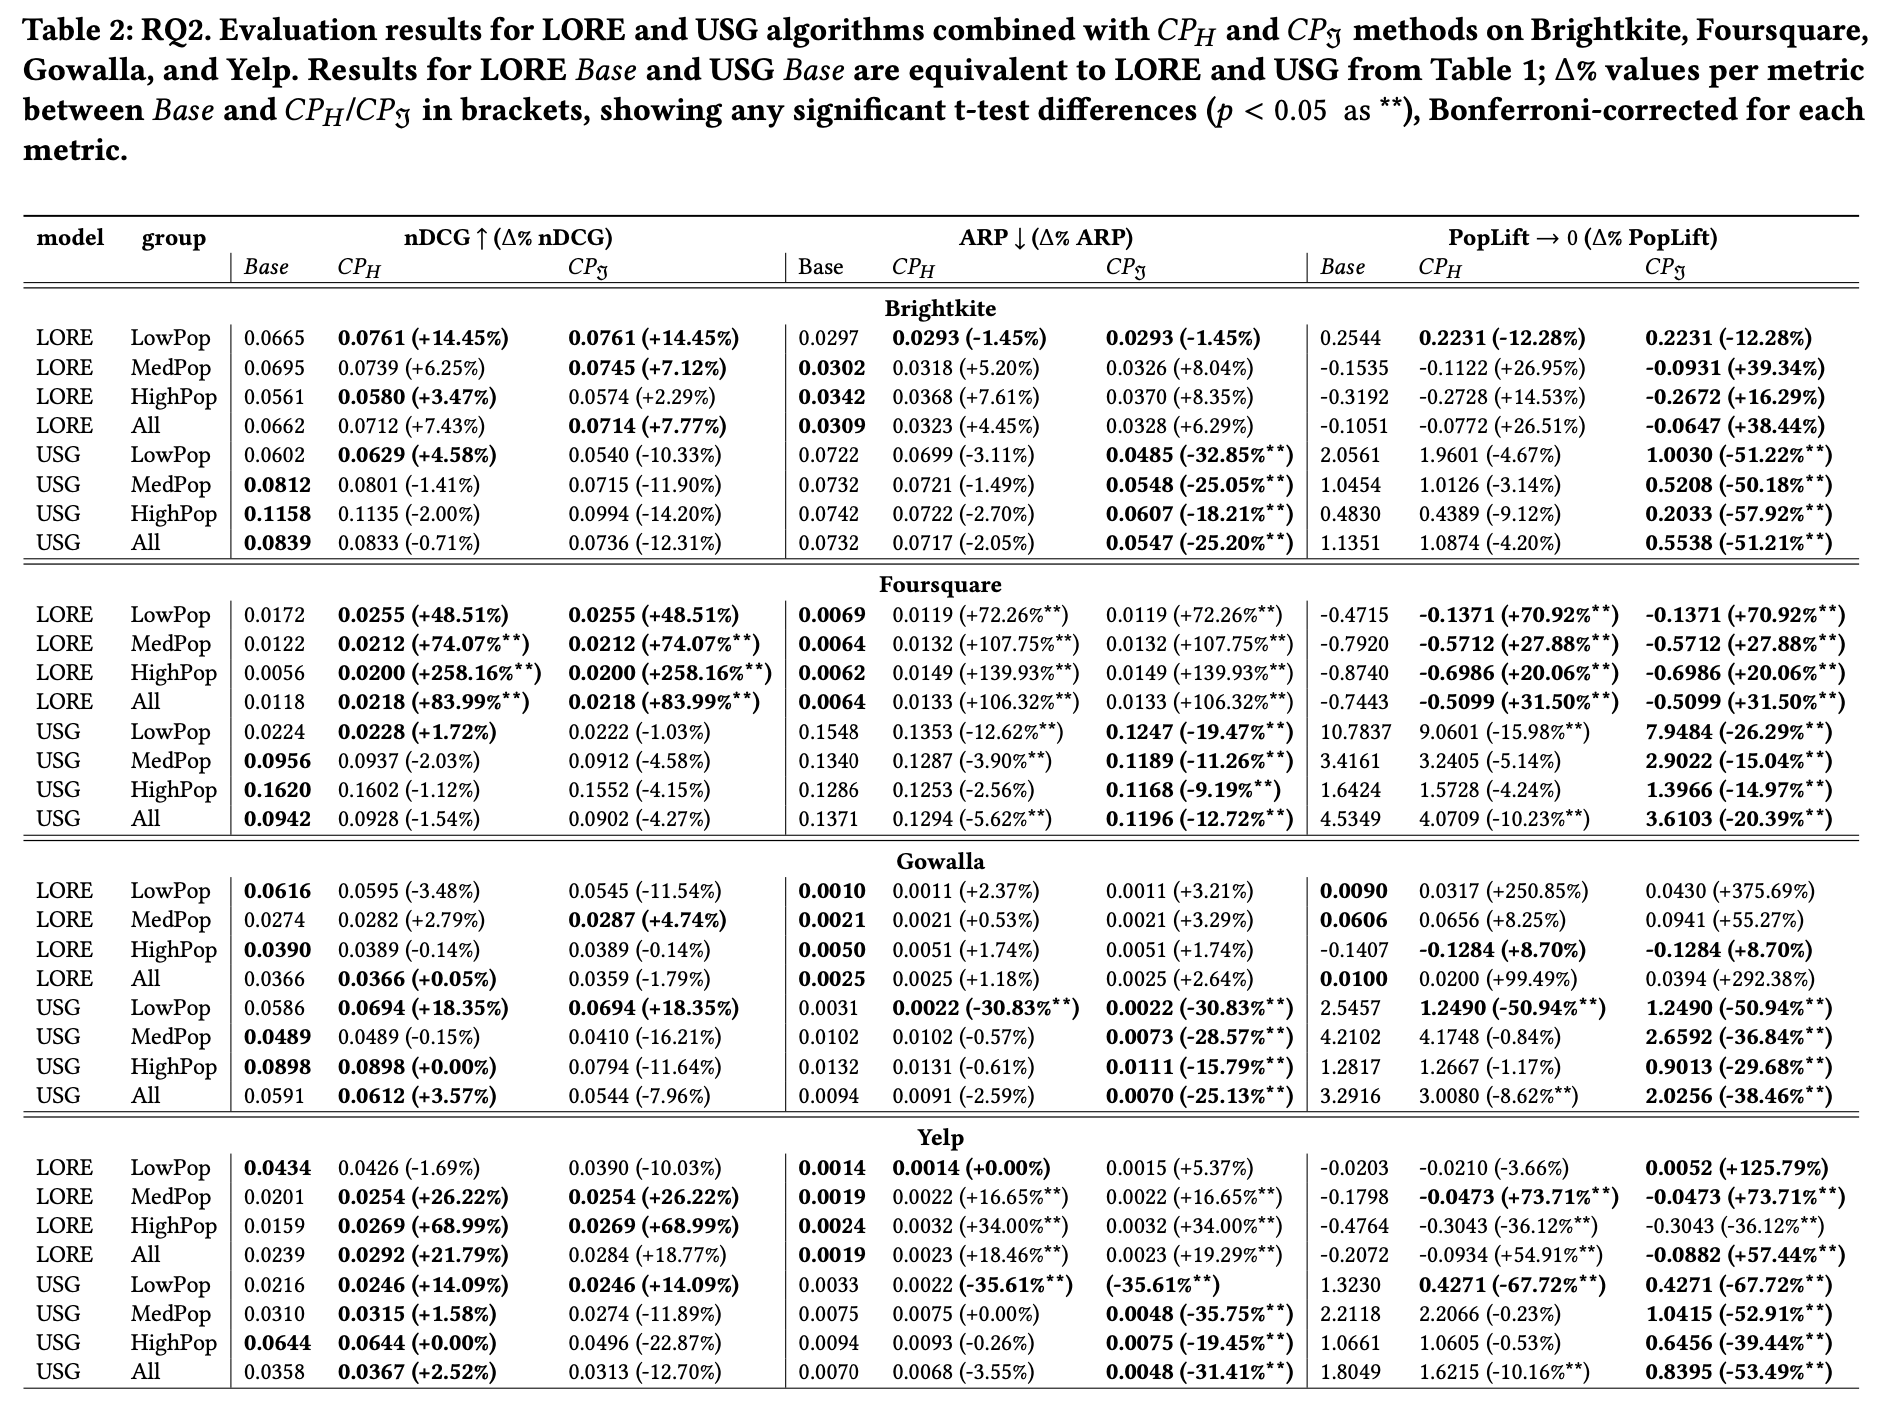 Table 2: RQ2. Evaluation results for LORE and USG algorithms combined with CP_H and CP_ℑ methods on Brightkite, Foursquare,
Gowalla, and Yelp. Results for LORE Base and USG Base are equivalent to LORE and USG from Table 1; Δ% values per metric
between Base and CP_H/CP_ℑ in brackets, showing any significant t-test differences (p < 0.05 as **), Bonferroni-corrected for each
metric.
model group nDCG ↑ (Δ% nDCG) ARP ↓ (Δ% ARP) PopLift → 0 (Δ% PopLift)
Base CP_H CP_ℑ Base CP_H CP_ℑ Base CP_H CP_ℑ
Brightkite
LORE LowPop 0.0665 0.0761 (+14.45%) 0.0761 (+14.45%) 0.0297 0.0293 (-1.45%) 0.0293 (-1.45%) 0.2544 0.2231 (-12.28%) 0.2231 (-12.28%)
LORE MedPop 0.0695 0.0739 (+6.25%) 0.0745 (+7.12%) 0.0302 0.0318 (+5.20%) 0.0326 (+8.04%) -0.1535 -0.1122 (+26.95%) -0.0931 (+39.34%)
LORE HighPop 0.0561 0.0580 (+3.47%) 0.0574 (+2.29%) 0.0342 0.0368 (+7.61%) 0.0370 (+8.35%) -0.3192 -0.2728 (+14.53%) -0.2672 (+16.29%)
LORE All 0.0662 0.0712 (+7.43%) 0.0714 (+7.77%) 0.0309 0.0323 (+4.45%) 0.0328 (+6.29%) -0.1051 -0.0772 (+26.51%) -0.0647 (+38.44%)
USG LowPop 0.0602 0.0629 (+4.58%) 0.0540 (-10.33%) 0.0722 0.0699 (-3.11%) 0.0485 (-32.85%**) 2.0561 1.9601 (-4.67%) 1.0030 (-51.22%**)
USG MedPop 0.0812 0.0801 (-1.41%) 0.0715 (-11.90%) 0.0732 0.0721 (-1.49%) 0.0548 (-25.05%**) 1.0454 1.0126 (-3.14%) 0.5208 (-50.18%**)
USG HighPop 0.1158 0.1135 (-2.00%) 0.0994 (-14.20%) 0.0742 0.0722 (-2.70%) 0.0607 (-18.21%**) 0.4830 0.4389 (-9.12%) 0.2033 (-57.92%**)
USG All 0.0839 0.0833 (-0.71%) 0.0736 (-12.31%) 0.0732 0.0717 (-2.05%) 0.0547 (-25.20%**) 1.1351 1.0874 (-4.20%) 0.5538 (-51.21%**)
Foursquare
LORE LowPop 0.0172 0.0255 (+48.51%) 0.0255 (+48.51%) 0.0069 0.0119 (+72.26%**) 0.0119 (+72.26%**) -0.4715 -0.1371 (+70.92%**) -0.1371 (+70.92%**)
LORE MedPop 0.0122 0.0212 (+74.07%**) 0.0212 (+74.07%**) 0.0064 0.0132 (+107.75%**) 0.0132 (+107.75%**) -0.7920 -0.5712 (+27.88%**) -0.5712 (+27.88%**)
LORE HighPop 0.0056 0.0200 (+258.16%**) 0.0200 (+258.16%**) 0.0062 0.0149 (+139.93%**) 0.0149 (+139.93%**) -0.8740 -0.6986 (+20.06%**) -0.6986 (+20.06%**)
LORE All 0.0118 0.0218 (+83.99%**) 0.0218 (+83.99%**) 0.0064 0.0133 (+106.32%**) 0.0133 (+106.32%**) -0.7443 -0.5099 (+31.50%**) -0.5099 (+31.50%**)
USG LowPop 0.0224 0.0228 (+1.72%) 0.0222 (-1.03%) 0.1548 0.1353 (-12.62%**) 0.1247 (-19.47%**) 10.7837 9.0601 (-15.98%**) 7.9484 (-26.29%**)
USG MedPop 0.0956 0.0937 (-2.03%) 0.0912 (-4.58%) 0.1340 0.1287 (-3.90%**) 0.1189 (-11.26%**) 3.4161 3.2405 (-5.14%) 2.9022 (-15.04%**)
USG HighPop 0.1620 0.1602 (-1.12%) 0.1552 (-4.15%) 0.1286 0.1253 (-2.56%) 0.1168 (-9.19%**) 1.6424 1.5728 (-4.24%) 1.3966 (-14.97%**)
USG All 0.0942 0.0928 (-1.54%) 0.0902 (-4.27%) 0.1371 0.1294 (-5.62%**) 0.1196 (-12.72%**) 4.5349 4.0709 (-10.23%**) 3.6103 (-20.39%**)
Gowalla
LORE LowPop 0.0616 0.0595 (-3.48%) 0.0545 (-11.54%) 0.0010 0.0011 (+2.37%) 0.0011 (+3.21%) 0.0090 0.0317 (+250.85%) 0.0430 (+375.69%)
LORE MedPop 0.0274 0.0282 (+2.79%) 0.0287 (+4.74%) 0.0021 0.0021 (+0.53%) 0.0021 (+3.29%) 0.0606 0.0656 (+8.25%) 0.0941 (+55.27%)
LORE HighPop 0.0390 0.0389 (-0.14%) 0.0389 (-0.14%) 0.0050 0.0051 (+1.74%) 0.0051 (+1.74%) -0.1407 -0.1284 (+8.70%) -0.1284 (+8.70%)
LORE All 0.0366 0.0366 (+0.05%) 0.0359 (-1.79%) 0.0025 0.0025 (+1.18%) 0.0025 (+2.64%) 0.0100 0.0200 (+99.49%) 0.0394 (+292.38%)
USG LowPop 0.0586 0.0694 (+18.35%) 0.0694 (+18.35%) 0.0031 0.0022 (-30.83%**) 0.0022 (-30.83%**) 2.5457 1.2490 (-50.94%**) 1.2490 (-50.94%**)
USG MedPop 0.0489 0.0489 (-0.15%) 0.0410 (-16.21%) 0.0102 0.0102 (-0.57%) 0.0073 (-28.57%**) 4.2102 4.1748 (-0.84%) 2.6592 (-36.84%**)
USG HighPop 0.0898 0.0898 (+0.00%) 0.0794 (-11.64%) 0.0132 0.0131 (-0.61%) 0.0111 (-15.79%**) 1.2817 1.2667 (-1.17%) 0.9013 (-29.68%**)
USG All 0.0591 0.0612 (+3.57%) 0.0544 (-7.96%) 0.0094 0.0091 (-2.59%) 0.0070 (-25.13%**) 3.2916 3.0080 (-8.62%**) 2.0256 (-38.46%**)
Yelp
LORE LowPop 0.0434 0.0426 (-1.69%) 0.0390 (-10.03%) 0.0014 0.0014 (+0.00%) 0.0015 (+5.37%) -0.0203 -0.0210 (-3.66%) 0.0052 (+125.79%)
LORE MedPop 0.0201 0.0254 (+26.22%) 0.0254 (+26.22%) 0.0019 0.0022 (+16.65%**) 0.0022 (+16.65%**) -0.1798 -0.0473 (+73.71%**) -0.0473 (+73.71%**)
LORE HighPop 0.0159 0.0269 (+68.99%) 0.0269 (+68.99%) 0.0024 0.0032 (+34.00%**) 0.0032 (+34.00%**) -0.4764 -0.3043 (-36.12%**) -0.3043 (-36.12%**)
LORE All 0.0239 0.0292 (+21.79%) 0.0284 (+18.77%) 0.0019 0.0023 (+18.46%**) 0.0023 (+19.29%**) -0.2072 -0.0934 (+54.91%**) -0.0882 (+57.44%**)
USG LowPop 0.0216 0.0246 (+14.09%) 0.0246 (+14.09%) 0.0033 0.0022 (-35.61%**) (-35.61%**) 1.3230 0.4271 (-67.72%**) 0.4271 (-67.72%**)
USG MedPop 0.0310 0.0315 (+1.58%) 0.0274 (-11.89%) 0.0075 0.0075 (+0.00%) 0.0048 (-35.75%**) 2.2118 2.2066 (-0.23%) 1.0415 (-52.91%**)
USG HighPop 0.0644 0.0644 (+0.00%) 0.0496 (-22.87%) 0.0094 0.0093 (-0.26%) 0.0075 (-19.45%**) 1.0661 1.0605 (-0.53%) 0.6456 (-39.44%**)
USG All 0.0358 0.0367 (+2.52%) 0.0313 (-12.70%) 0.0070 0.0068 (-3.55%) 0.0048 (-31.41%**) 1.8049 1.6215 (-10.16%**) 0.8395 (-53.49%**)